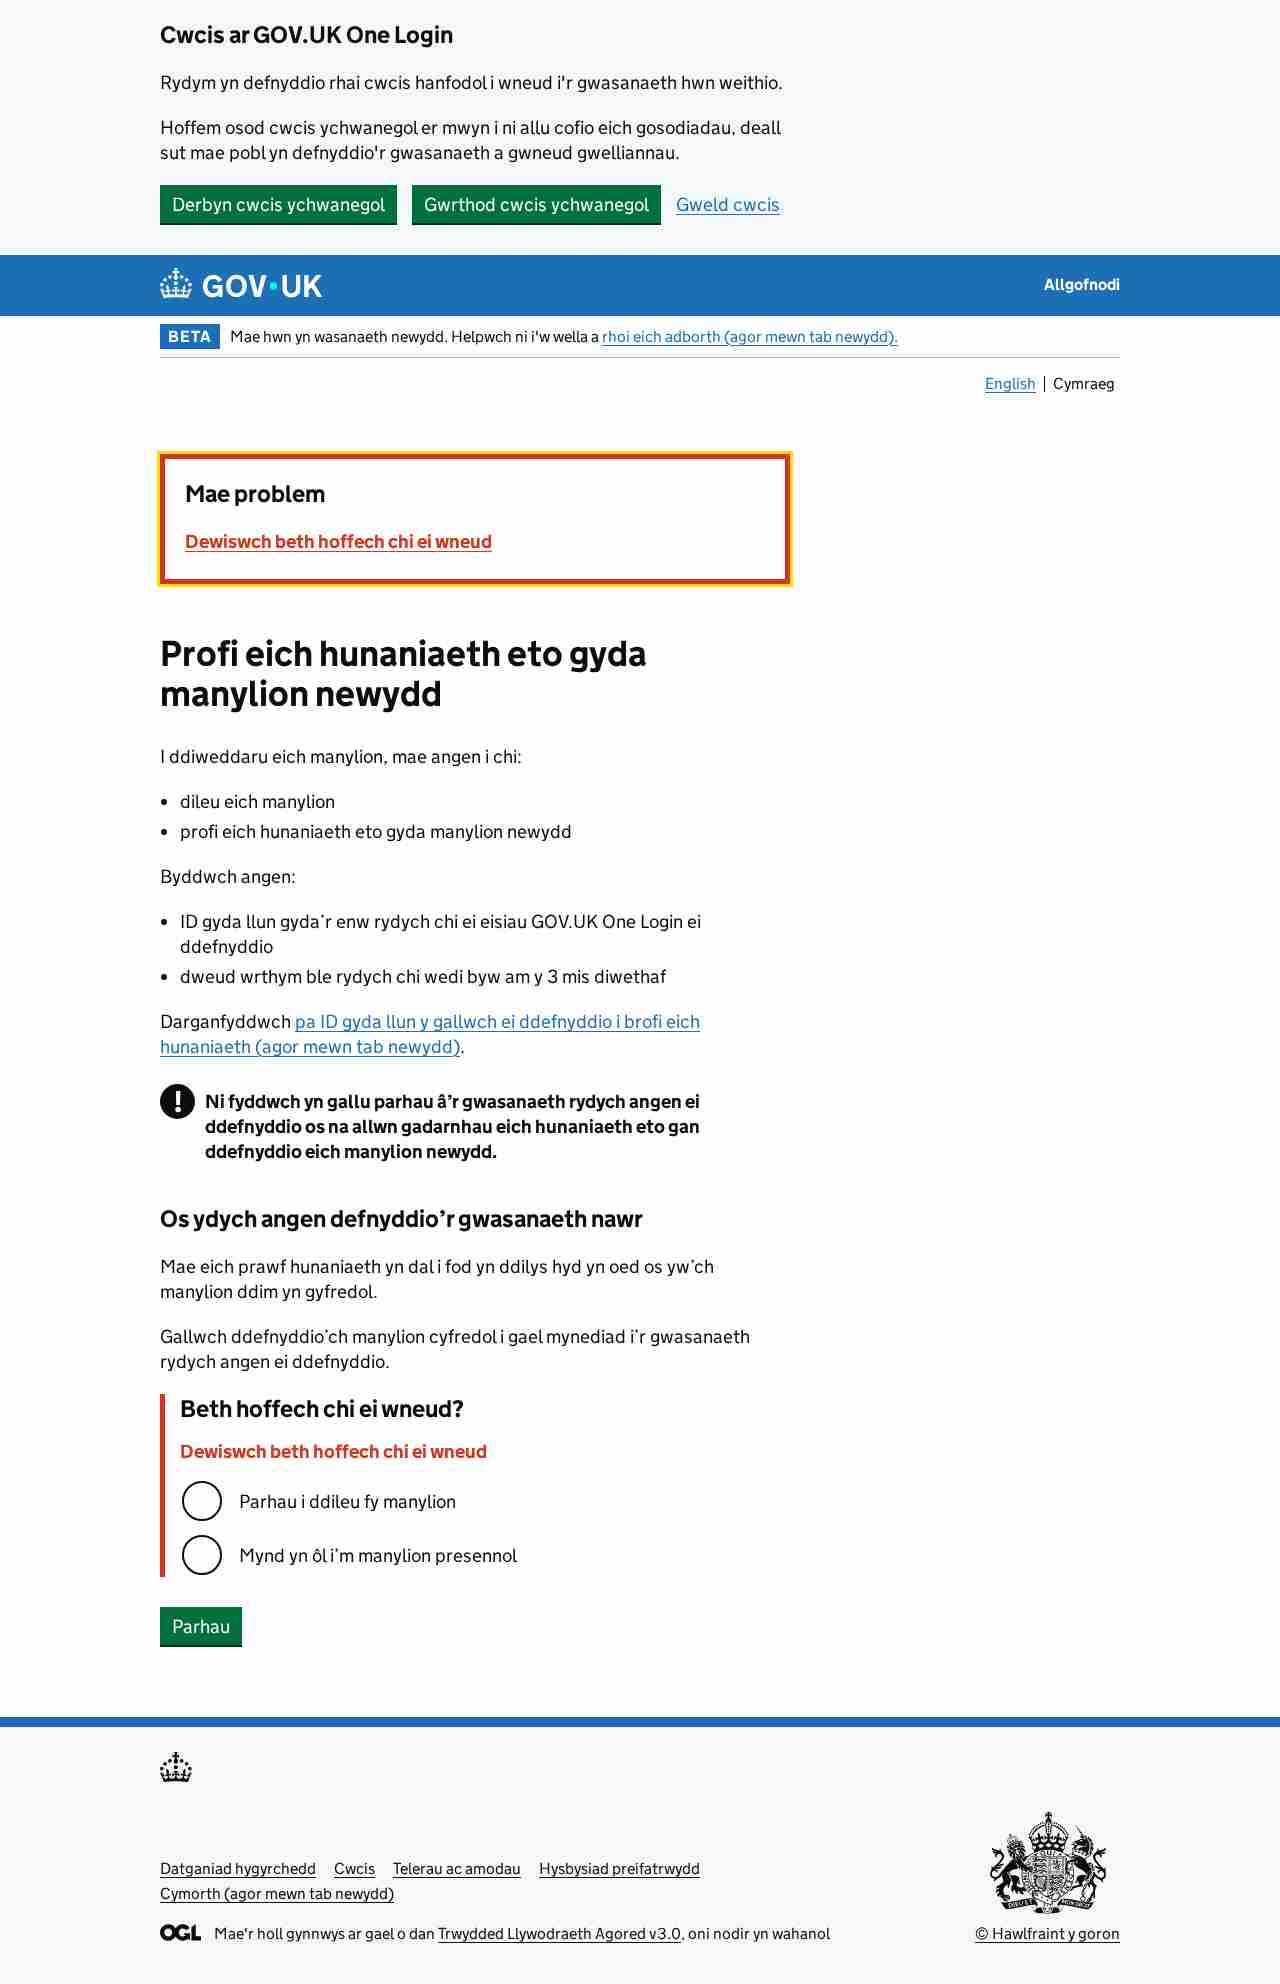 Cwcis ar GOV.UK One Login
Rydym yn defnyddio rhai cwcis hanfodol i wneud i'r gwasanaeth hwn weithio.
Hoffem osod cwcis ychwanegol er mwyn i ni allu cofio eich gosodiadau, deall
sut mae pobl yn defnyddio'r gwasanaeth a gwneud gwelliannau.
Derbyn cwcis ychwanegol Gwrthod cwcis ychwanegol Gweld cwcis
GOV·UK Allgofnodi
BETA Mae hwn yn wasanaeth newydd. Helpwch ni i'w wella a rhoi eich adborth (agor mewn tab newydd).
English | Cymraeg
Mae problem
Dewiswch beth hoffech chi ei wneud
Profi eich hunaniaeth eto gyda
manylion newydd
I ddiweddaru eich manylion, mae angen i chi:
• dileu eich manylion
• profi eich hunaniaeth eto gyda manylion newydd
Byddwch angen:
• ID gyda llun gyda’r enw rydych chi ei eisiau GOV.UK One Login ei
ddefnyddio
• dweud wrthym ble rydych chi wedi byw am y 3 mis diwethaf
Darganfyddwch pa ID gyda llun y gallwch ei ddefnyddio i brofi eich
hunaniaeth (agor mewn tab newydd).
! Ni fyddwch yn gallu parhau â’r gwasanaeth rydych angen ei
ddefnyddio os na allwn gadarnhau eich hunaniaeth eto gan
ddefnyddio eich manylion newydd.
Os ydych angen defnyddio’r gwasanaeth nawr
Mae eich prawf hunaniaeth yn dal i fod yn ddilys hyd yn oed os yw’ch
manylion ddim yn gyfredol.
Gallwch ddefnyddio’ch manylion cyfredol i gael mynediad i’r gwasanaeth
rydych angen ei ddefnyddio.
Beth hoffech chi ei wneud?
Dewiswch beth hoffech chi ei wneud
Parhau i ddileu fy manylion
Mynd yn ôl i’m manylion presennol
Parhau
Datganiad hygyrchedd Cwcis Telerau ac amodau Hysbysiad preifatrwydd
Cymorth (agor mewn tab newydd)
OGL Mae'r holl gynnwys ar gael o dan Trwydded Llywodraeth Agored v3.0, oni nodir yn wahanol
© Hawlfraint y goron